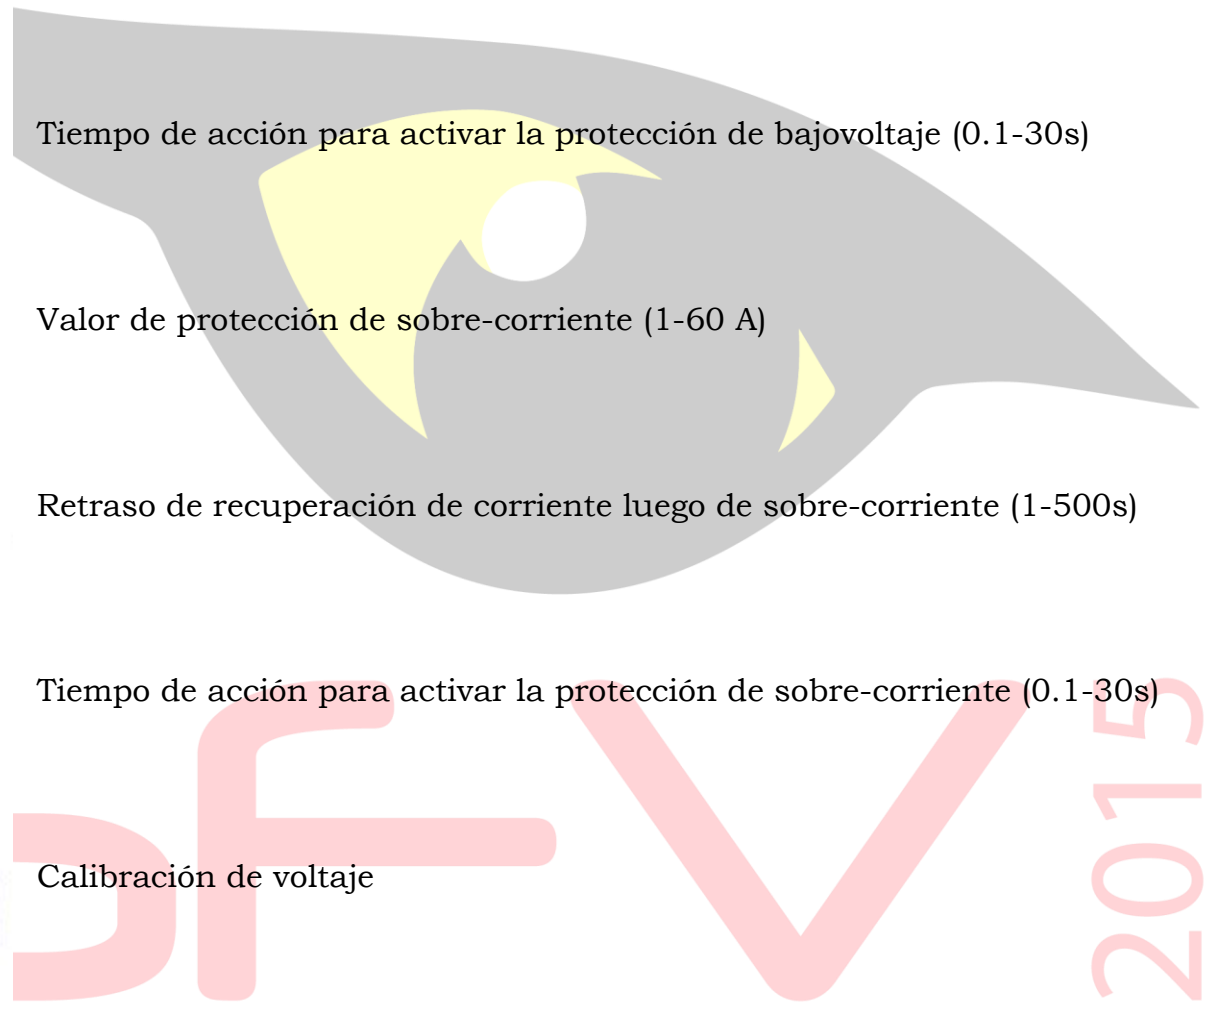 Tiempo de acción para activar la protección de bajovoltaje (0.1-30s)
Valor de protección de sobre-corriente (1-60 A)
Retraso de recuperación de corriente luego de sobre-corriente (1-500s)
Tiempo de acción para activar la protección de sobre-corriente (0.1-30s)
Calibración de voltaje
2015